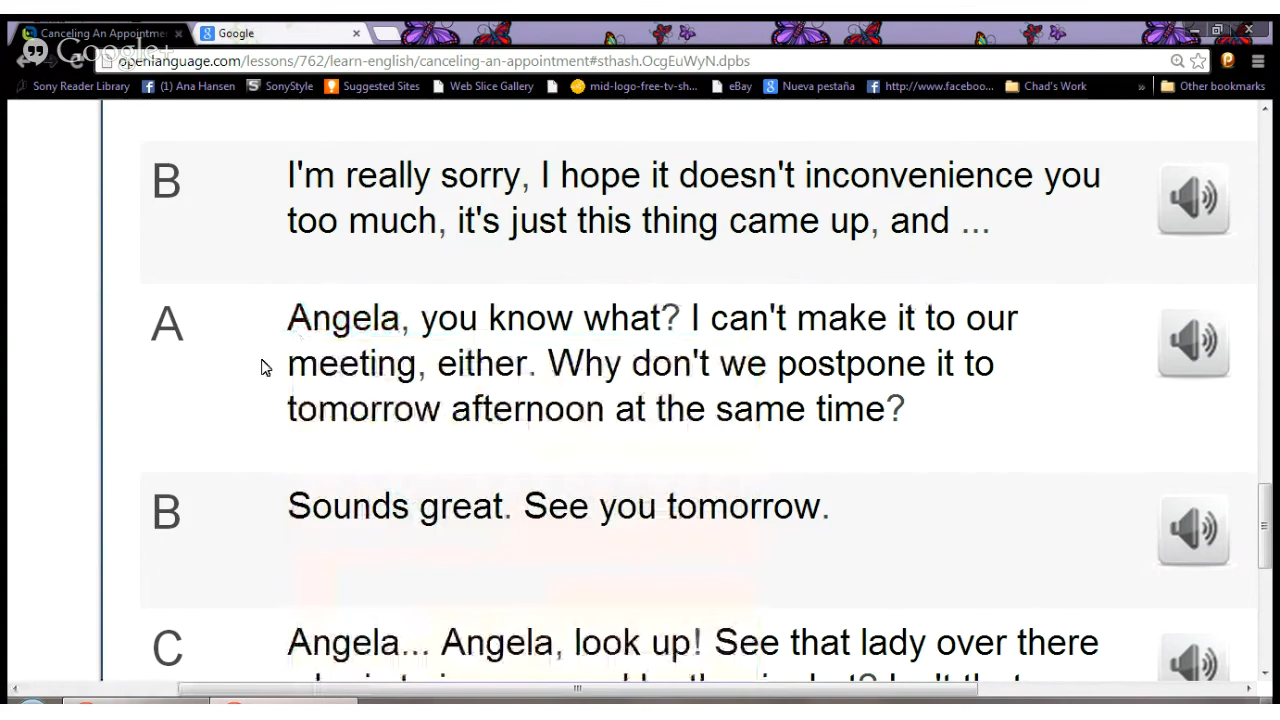 Canceling An Appointme
Google
Google+
openlanguage.com/lessons/762/learn-english/canceling-an-appointment#sthash.OcgEuWyN.dpbs
Sony Reader Library (1) Ana Hansen SonyStyle Suggested Sites Web Slice Gallery mid-logo-free-tv-sh... eBay Nueva pestaña http://www.faceboo... Chad's Work » Other bookmarks
B I'm really sorry, I hope it doesn't inconvenience you
too much, it's just this thing came up, and ...
A Angela, you know what? I can't make it to our
meeting, either. Why don't we postpone it to
tomorrow afternoon at the same time?
B Sounds great. See you tomorrow.
C Angela... Angela, look up! See that lady over there